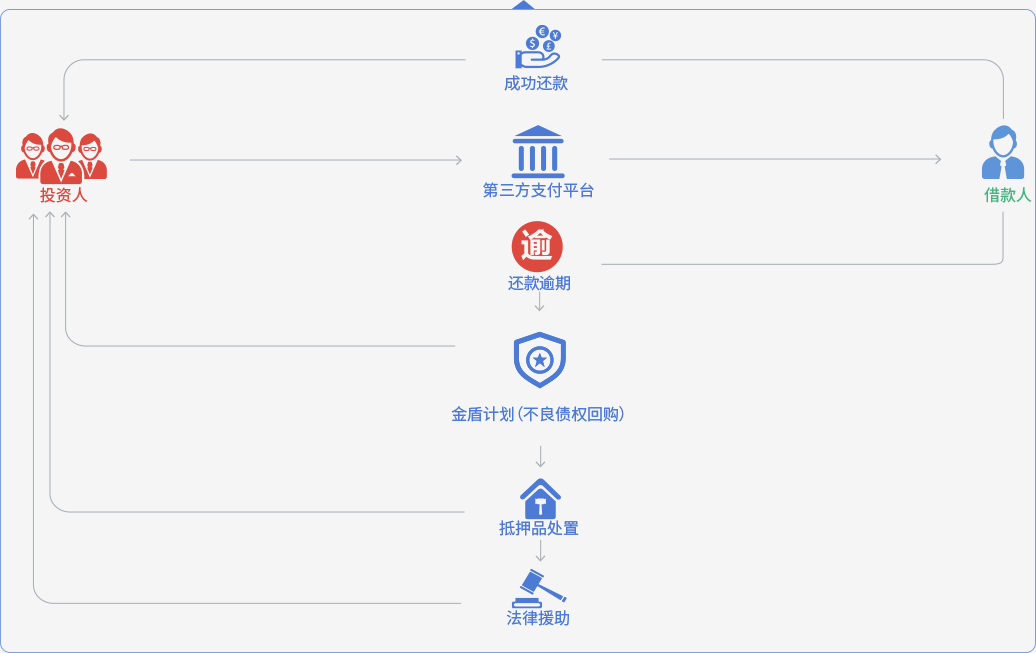 成功还款
投资人
第三方支付平台
借款人
逾
还款逾期
金盾计划(不良债权回购)
抵押品处置
法律援助